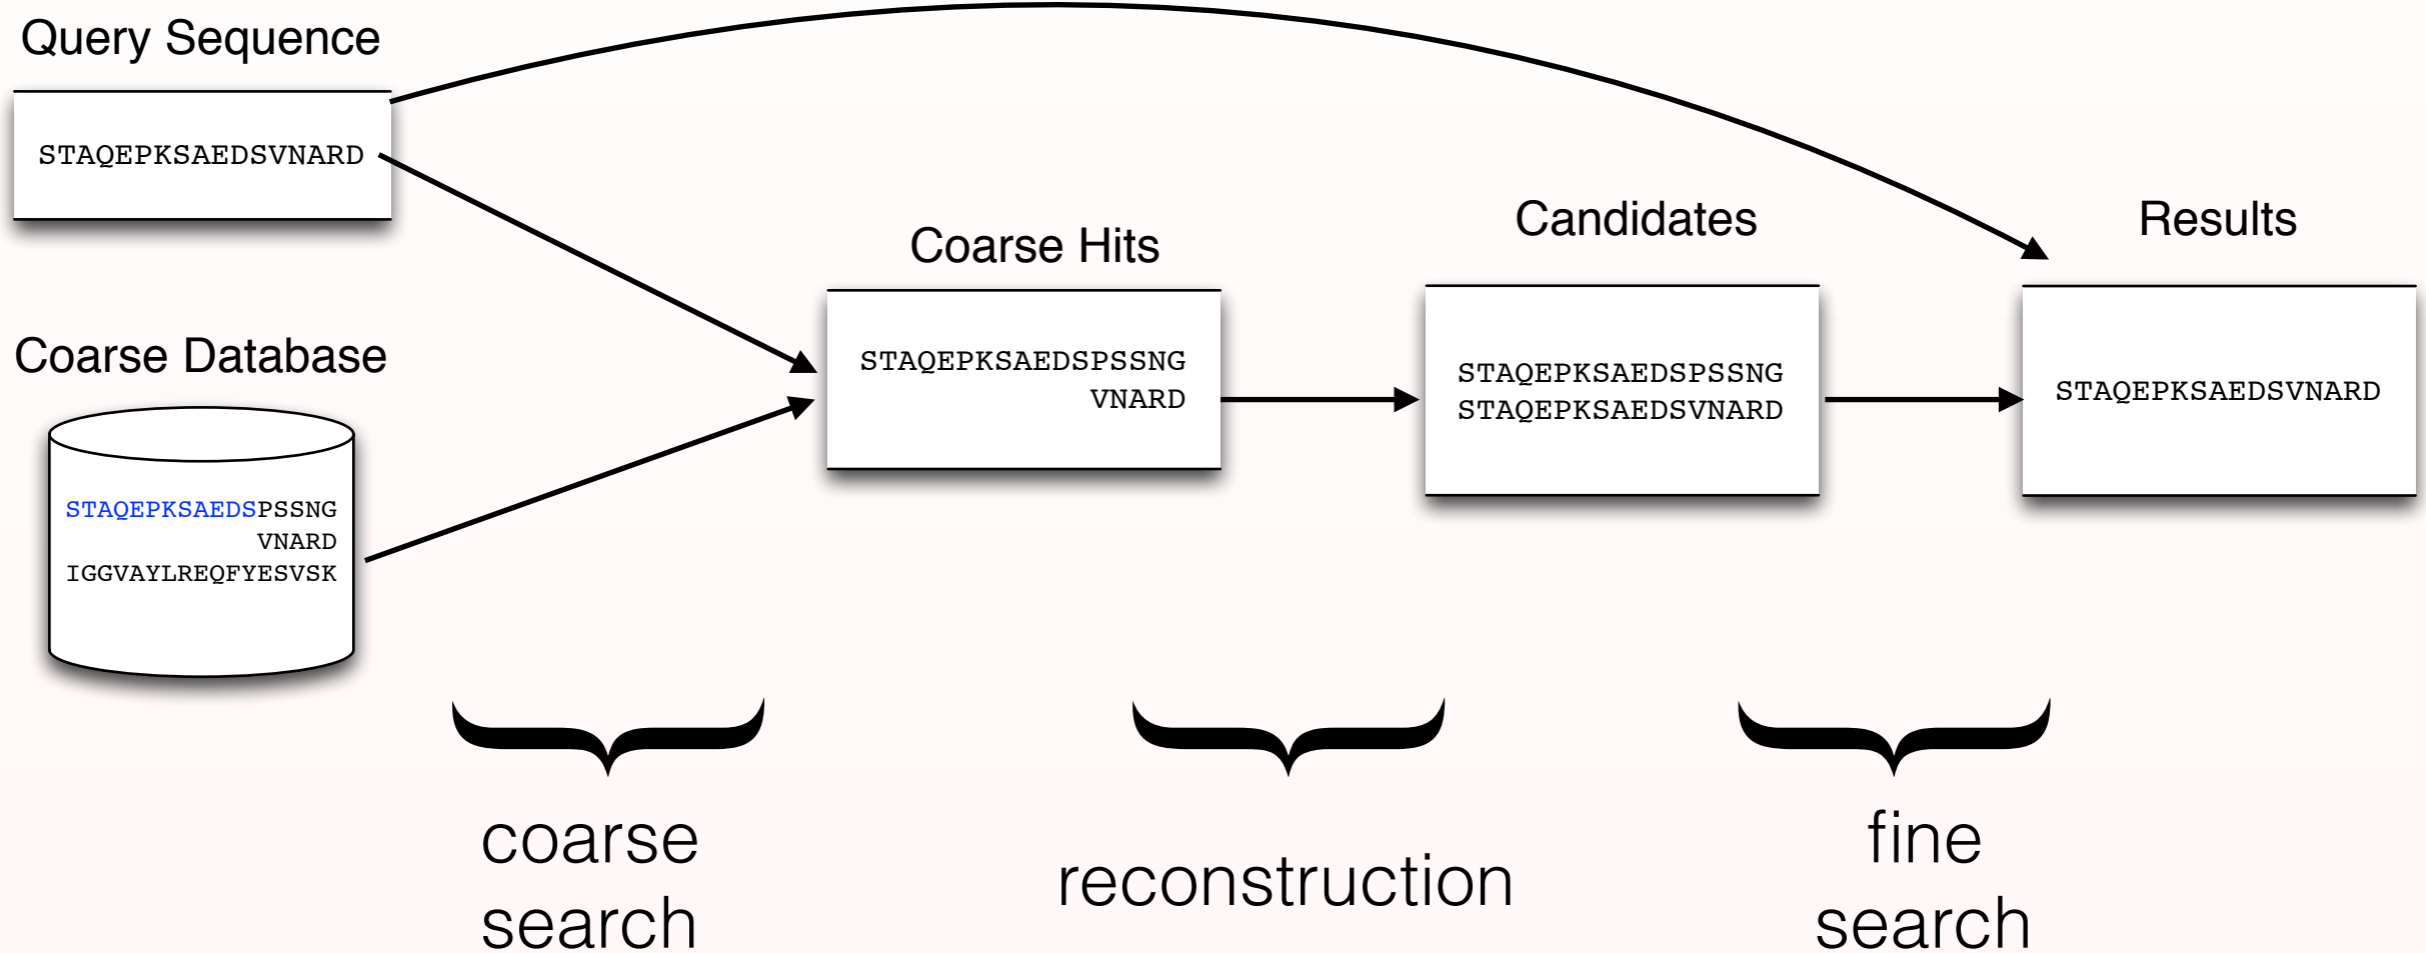 Query Sequence
STAQEPKSAEDSVNARD
Coarse Database
STAQEPKSAEDSPSSNG
VNARD
IGGVAYLREQFYESVSK
Coarse Hits
STAQEPKSAEDSPSSNG
VNARD
Candidates
STAQEPKSAEDSPSSNG
STAQEPKSAEDSVNARD
Results
STAQEPKSAEDSVNARD
coarse
search
reconstruction
fine
search